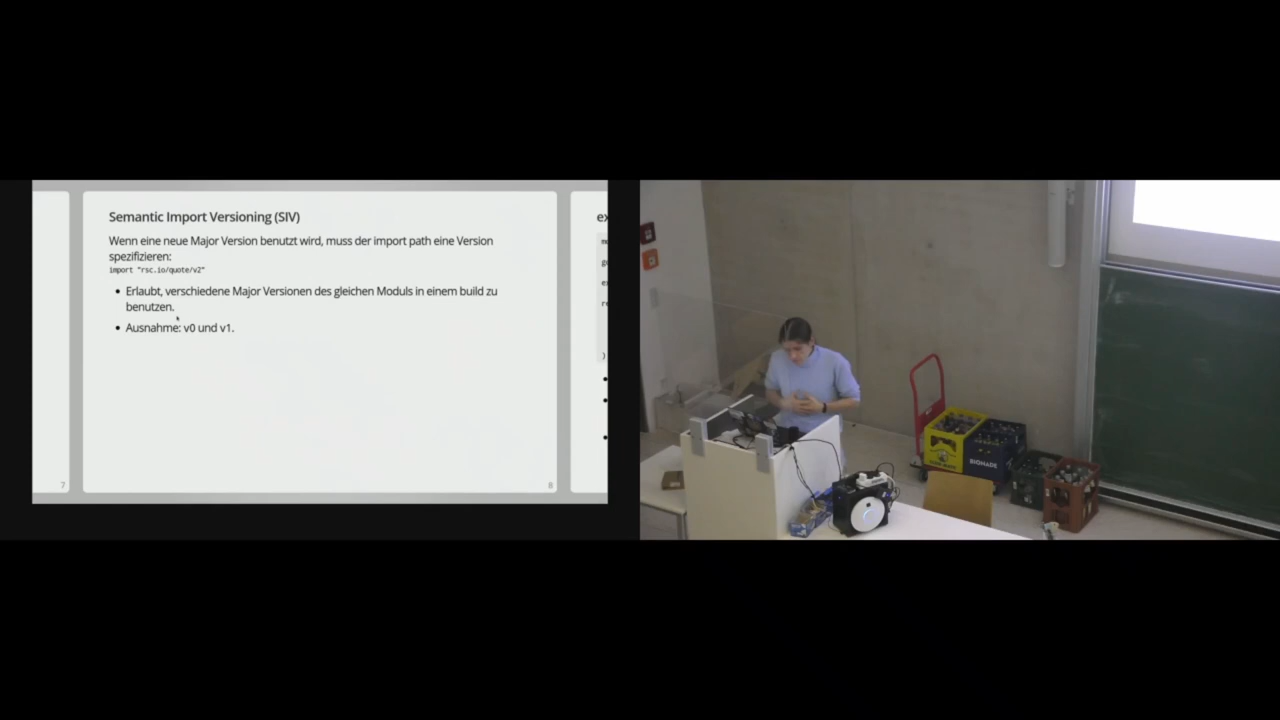 Semantic Import Versioning (SIV)
Wenn eine neue Major Version benutzt wird, muss der import path eine Version
spezifizieren:
import "rsc.io/quote/v2"
• Erlaubt, verschiedene Major Versionen des gleichen Moduls in einem build zu
benutzen.
• Ausnahme: v0 und v1.
7
8
ex
re
)
BIONADE